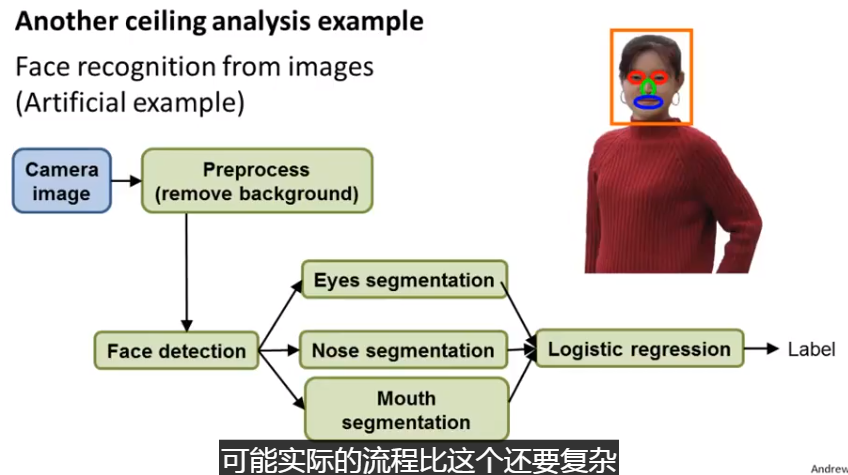 Another ceiling analysis example
Face recognition from images
(Artificial example)
Camera
image
Preprocess
(remove background)
Eyes segmentation
Face detection
Nose segmentation
Logistic regression
Label
Mouth
segmentation
可能实际的流程比这个还要复杂
Andrew